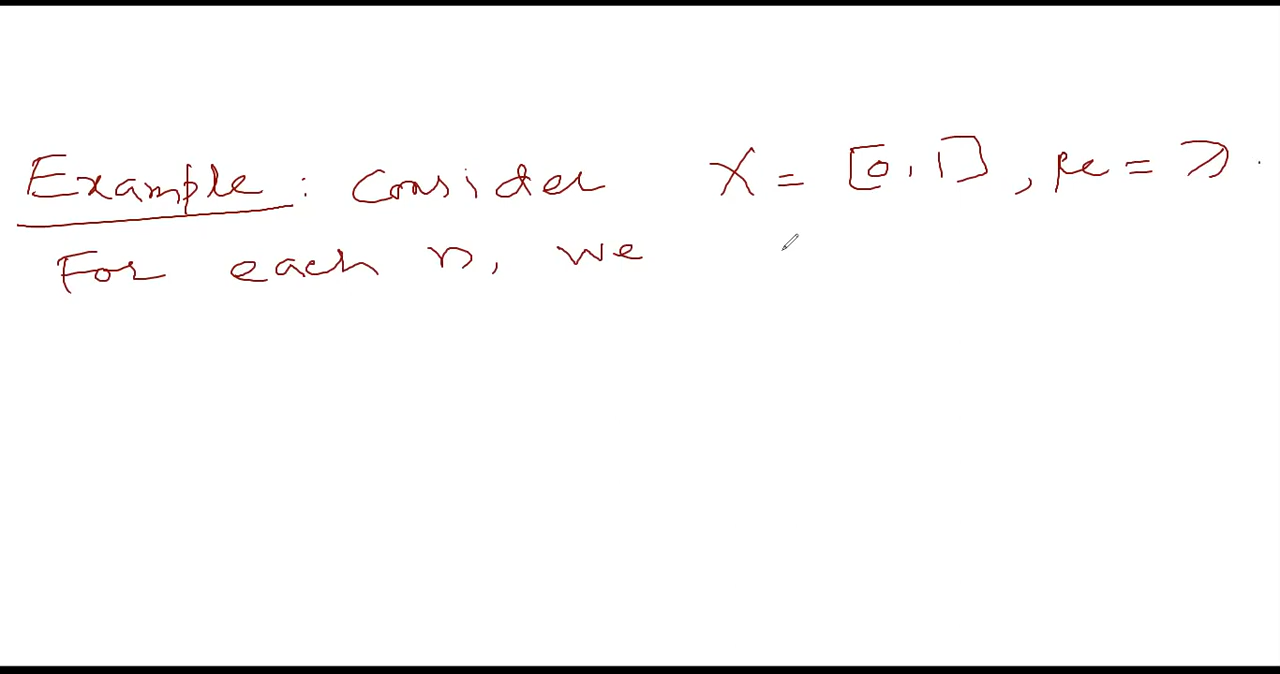 Example: Consider X = [0, 1], μ = λ.
For each n, we